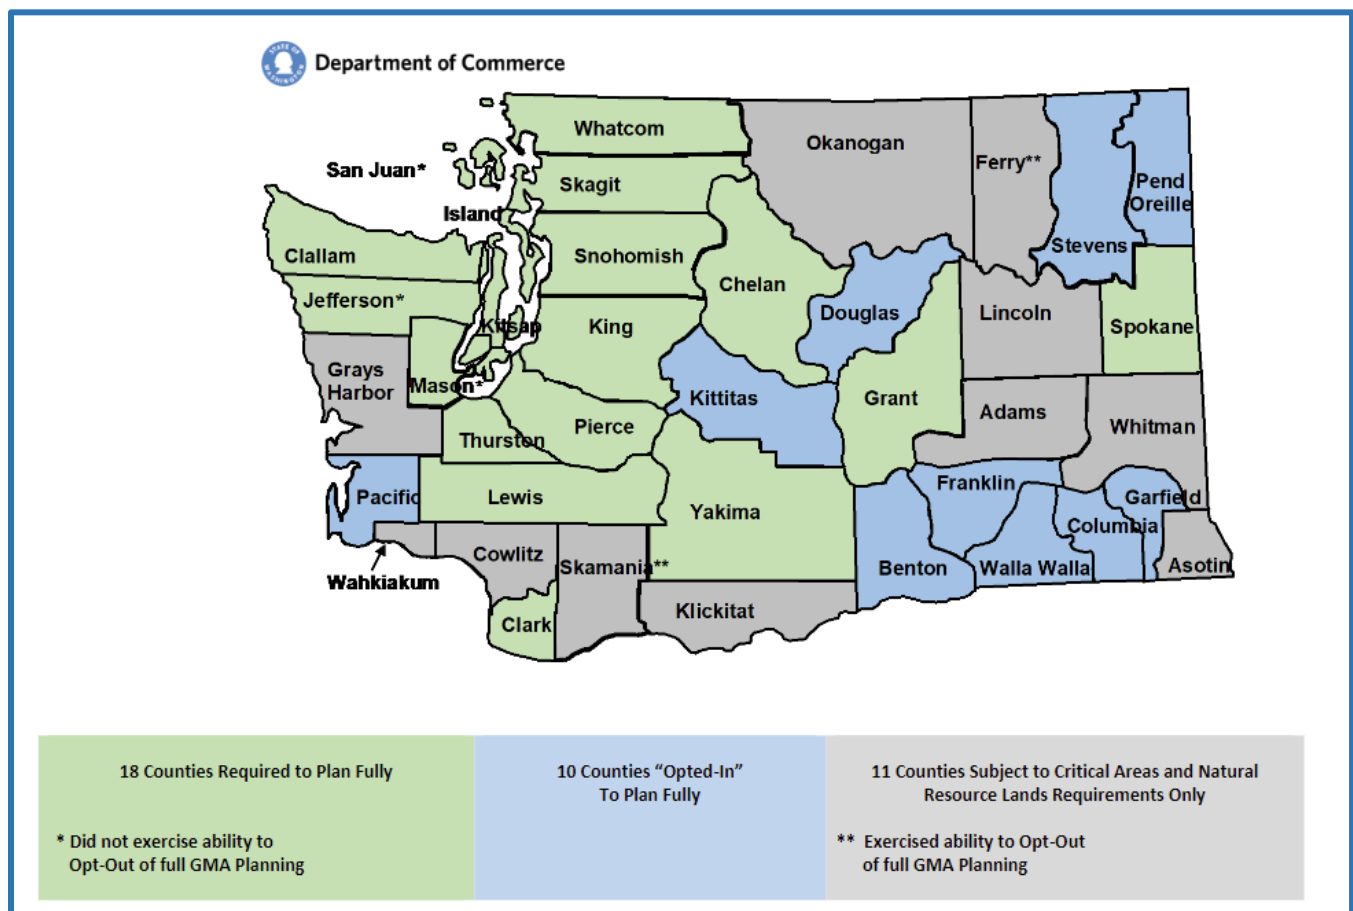 STATE OF
WASHINGTON
Department of Commerce
Whatcom
Okanogan
Ferry**
San Juan*
Skagit
Pend
Oreille
Island
Stevens
Clallam
Snohomish
Chelan
Jefferson*
Douglas
Lincoln
Kitsap
King
Spokane
Grays
Harbor
Mason*
Kittitas
Grant
Adams
Whitman
Thurston
Pierce
Pacific
Lewis
Yakima
Franklin
Garfield
Columbia
Cowlitz
Skamania**
Benton
Walla Walla
Asotin
Wahkiakum
Clark
Klickitat
18 Counties Required to Plan Fully
* Did not exercise ability to
Opt-Out of full GMA Planning
10 Counties “Opted-In”
To Plan Fully
11 Counties Subject to Critical Areas and Natural
Resource Lands Requirements Only
** Exercised ability to Opt-Out
of full GMA Planning